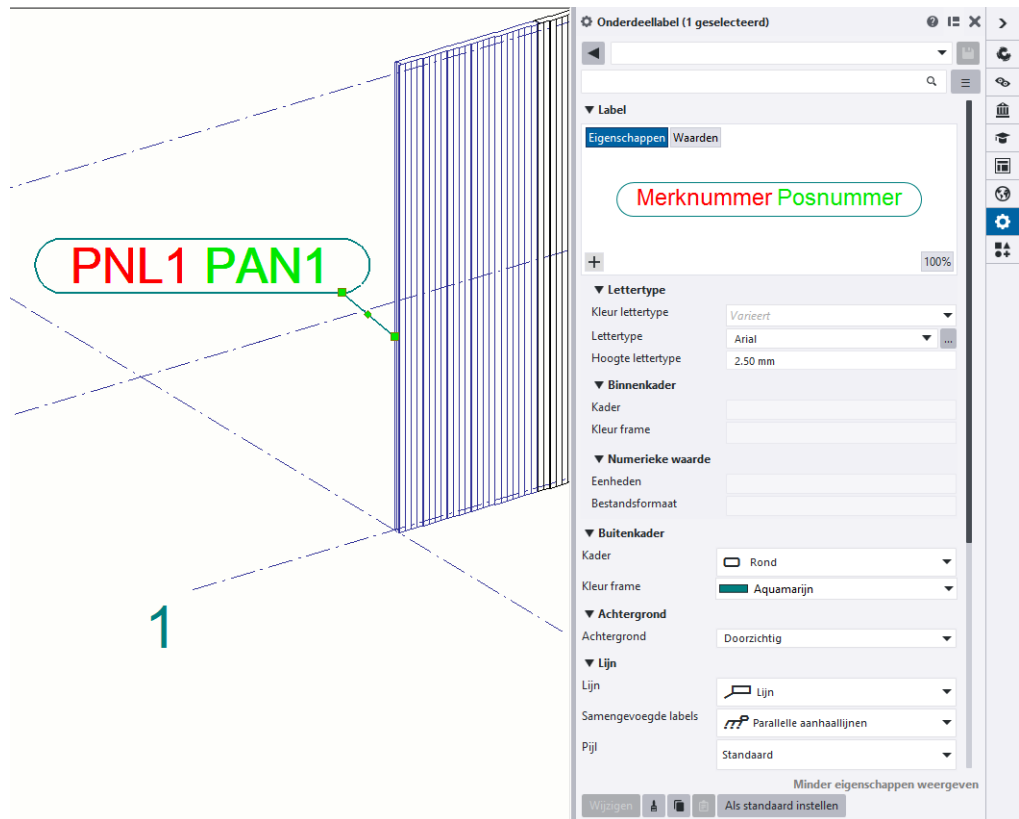 PNL1 PAN1
1
Onderdeellabel (1 geselecteerd)
Label
Eigenschappen Waarden
Merknummer Posnummer
100%
Lettertype
Kleur lettertype Varieert
Lettertype Arial ...
Hoogte lettertype 2.50 mm
Binnenkader
Kader
Kleur frame
Numerieke waarde
Eenheden
Bestandsformaat
Buitenkader
Kader Rond
Kleur frame Aquamarijn
Achtergrond
Achtergrond Doorzichtig
Lijn
Lijn Lijn
Samengevoegde labels Parallelle aanhaallijnen
Pijl Standaard
Minder eigenschappen weergeven
Wijzigen Als standaard instellen